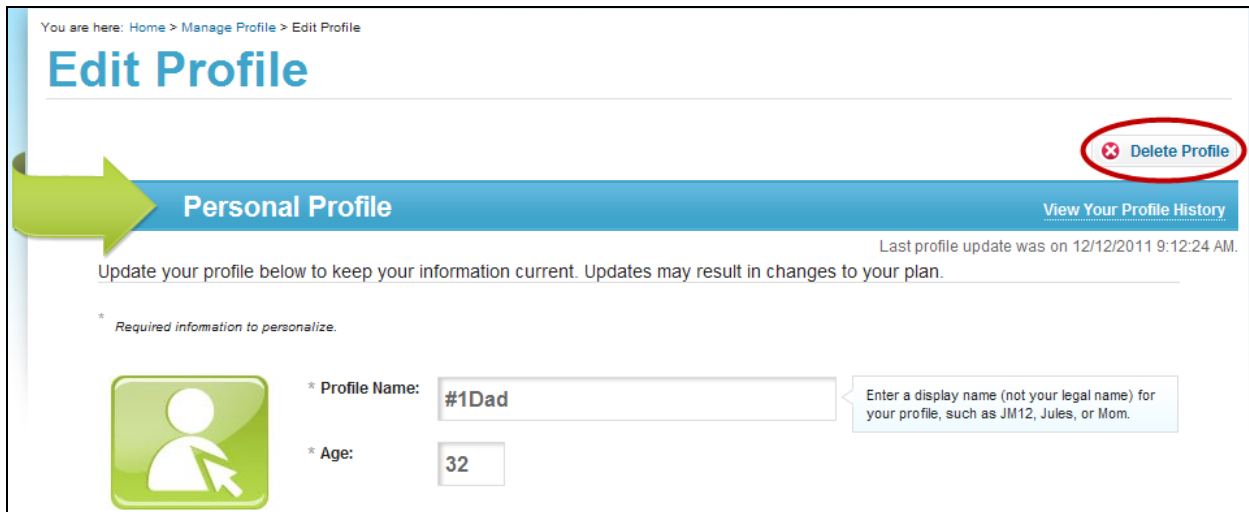 You are here: Home > Manage Profile > Edit Profile
Edit Profile
Delete Profile
Personal Profile
View Your Profile History
Last profile update was on 12/12/2011 9:12:24 AM.
Update your profile below to keep your information current. Updates may result in changes to your plan.
* Required information to personalize.
* Profile Name:
#1Dad
Enter a display name (not your legal name) for
your profile, such as JM12, Jules, or Mom.
* Age:
32